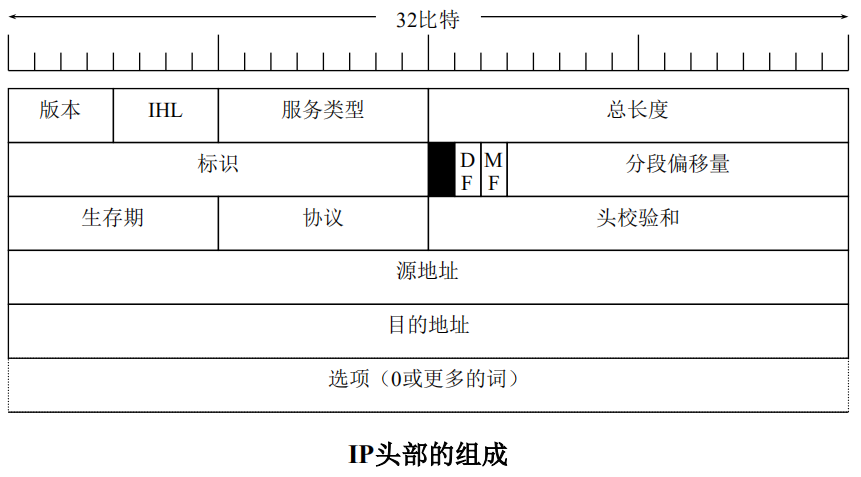 32比特
版本 IHL 服务类型 总长度
标识 DF MF 分段偏移量
生存期 协议 头校验和
源地址
目的地址
选项（0或更多的词）
IP头部的组成